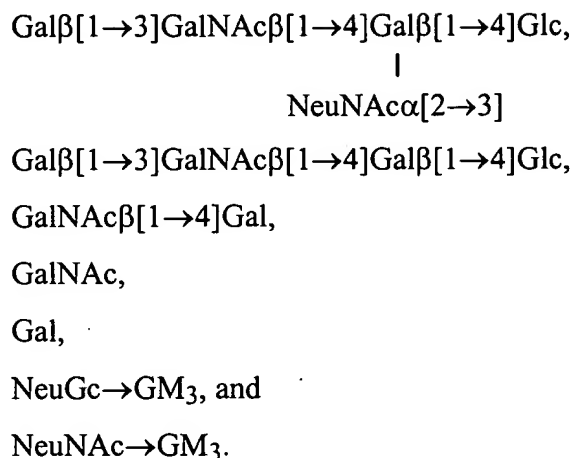 Galβ[1→3]GalNAcβ[1→4]Galβ[1→4]Glc,
|
NeuNAcα[2→3]
Galβ[1→3]GalNAcβ[1→4]Galβ[1→4]Glc,
GalNAcβ[1→4]Gal,
GalNAc,
Gal,
NeuGc→GM₃, and
NeuNAc→GM₃.